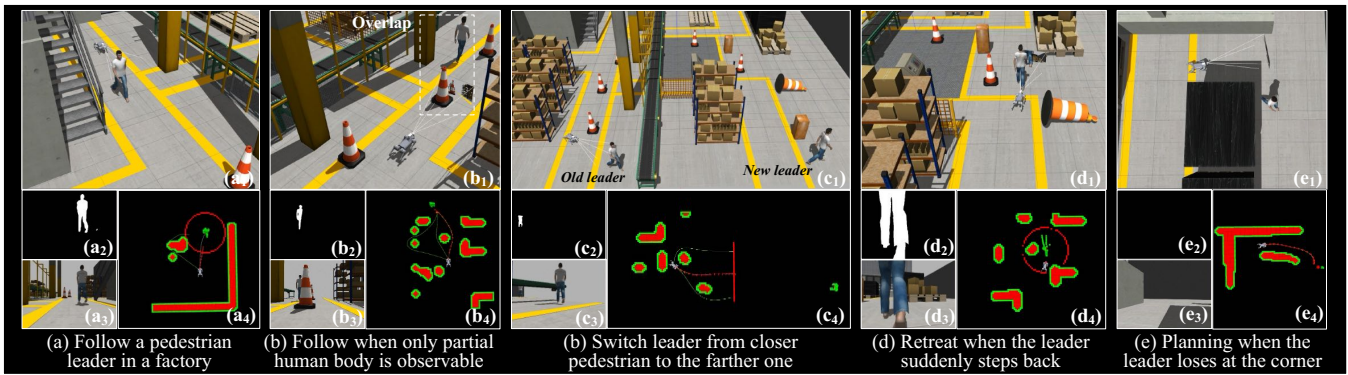 Overlap
Old leader
New leader
(a₁)
(b₁)
(c₁)
(d₁)
(e₁)
(a₂)
(b₂)
(c₂)
(d₂)
(e₂)
(a₃)
(a₄)
(b₃)
(b₄)
(c₃)
(c₄)
(d₃)
(d₄)
(e₃)
(e₄)
(a) Follow a pedestrian
leader in a factory
(b) Follow when only partial
human body is observable
(b) Switch leader from closer
pedestrian to the farther one
(d) Retreat when the leader
suddenly steps back
(e) Planning when the
leader loses at the corner